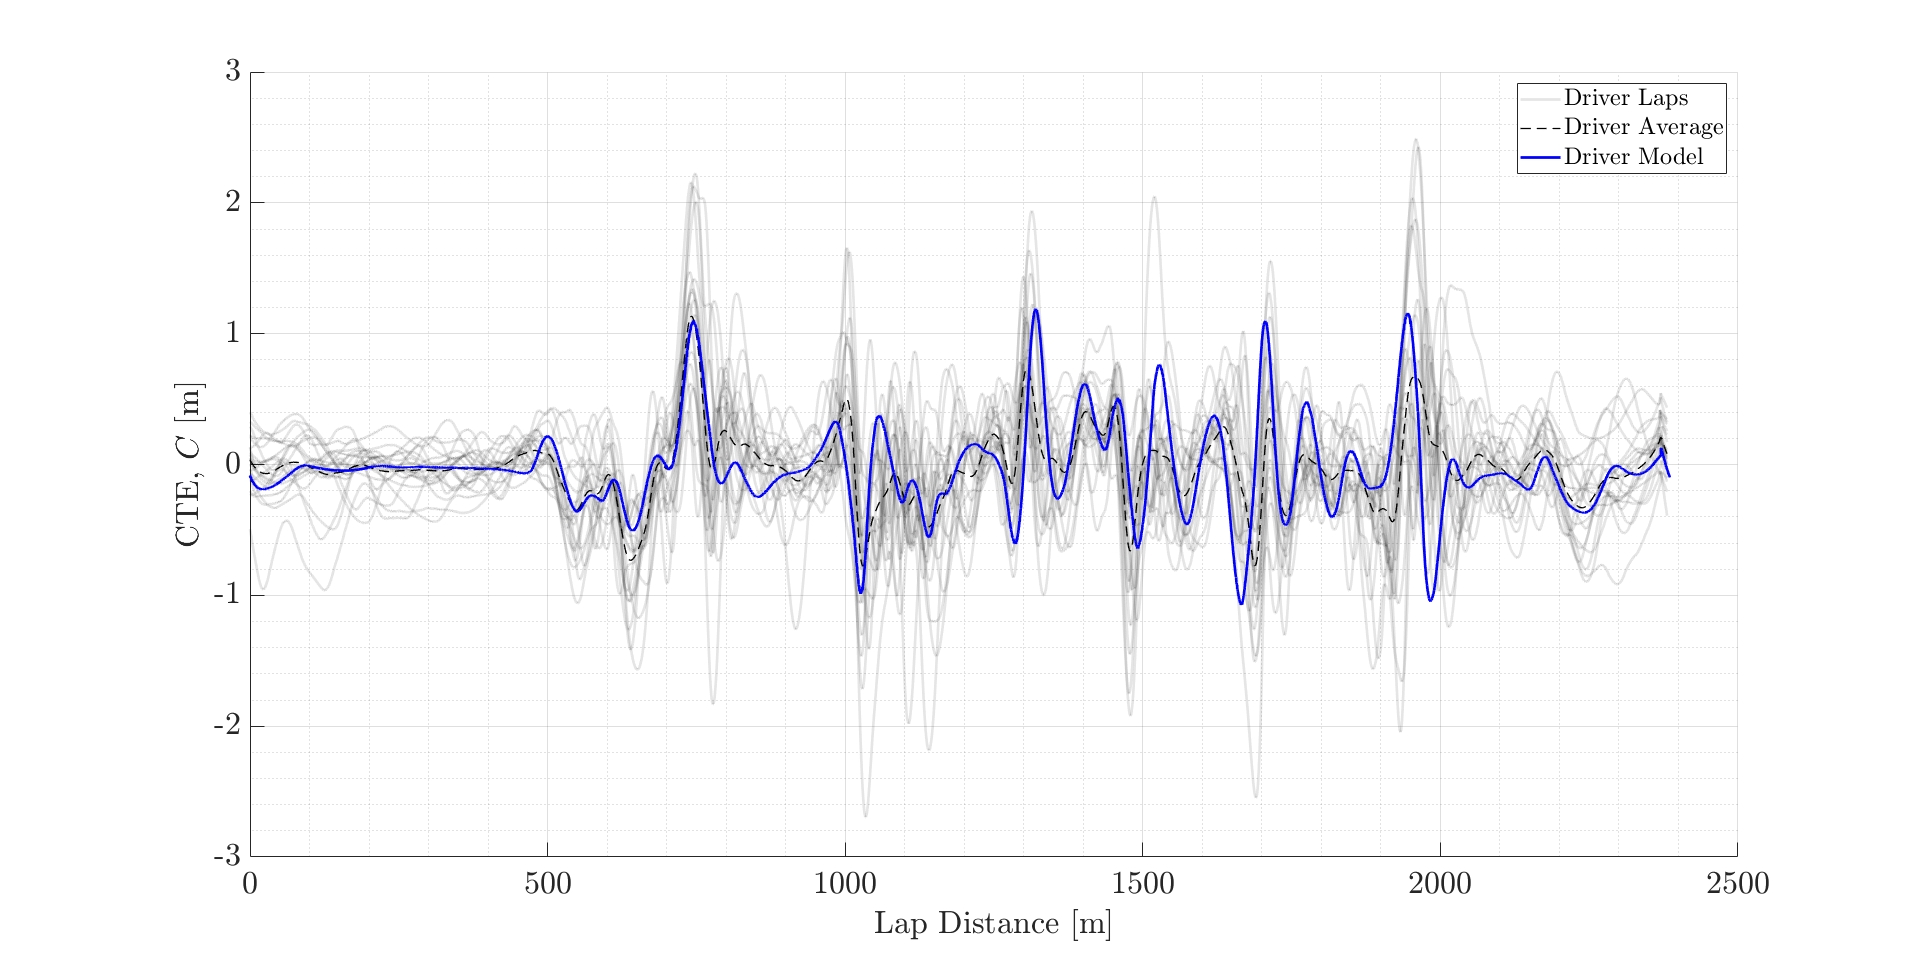 3
2
1
0
-1
-2
-3
CTE, C [m]
Driver Laps
Driver Average
Driver Model
0 500 1000 1500 2000 2500
Lap Distance [m]